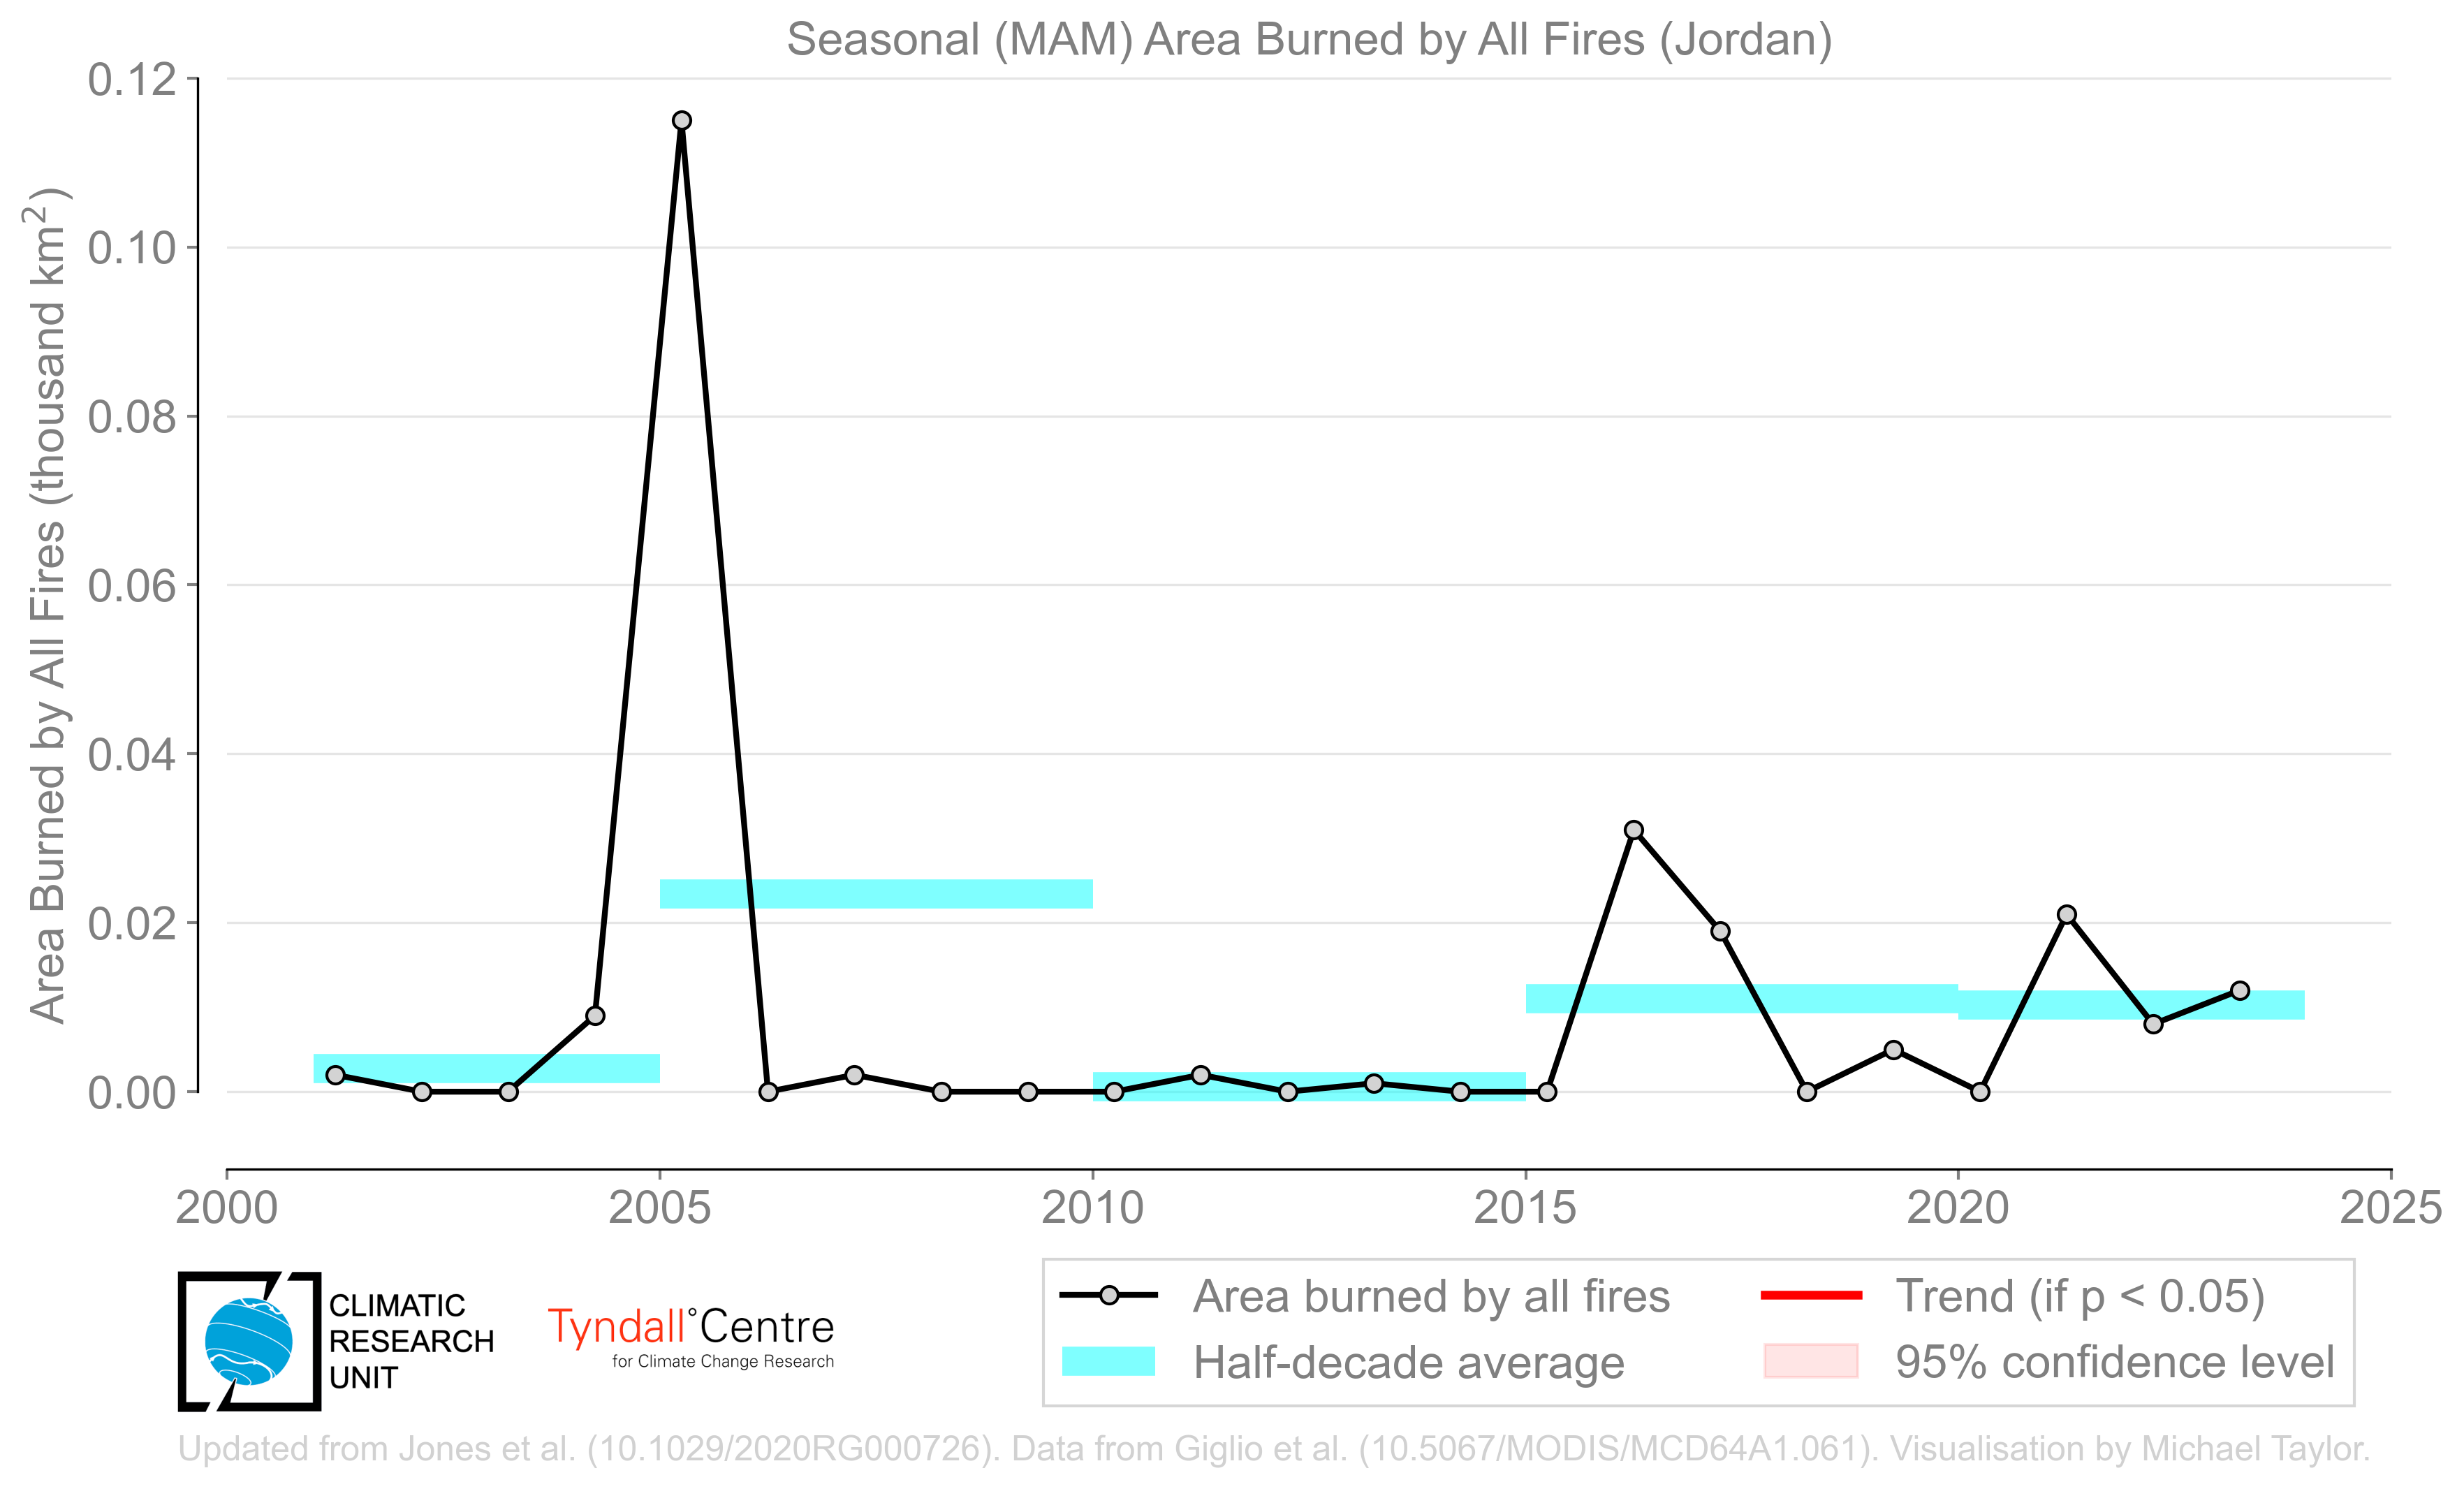 Seasonal (MAM) Area Burned by All Fires (Jordan)
Area Burned by All Fires (thousand km²)
0.12
0.10
0.08
0.06
0.04
0.02
0.00
2000 2005 2010 2015 2020 2025
CLIMATIC
RESEARCH
UNIT
Tyndall°Centre
for Climate Change Research
Area burned by all fires
Half-decade average
Trend (if p < 0.05)
95% confidence level
Updated from Jones et al. (10.1029/2020RG000726). Data from Giglio et al. (10.5067/MODIS/MCD64A1.061). Visualisation by Michael Taylor.